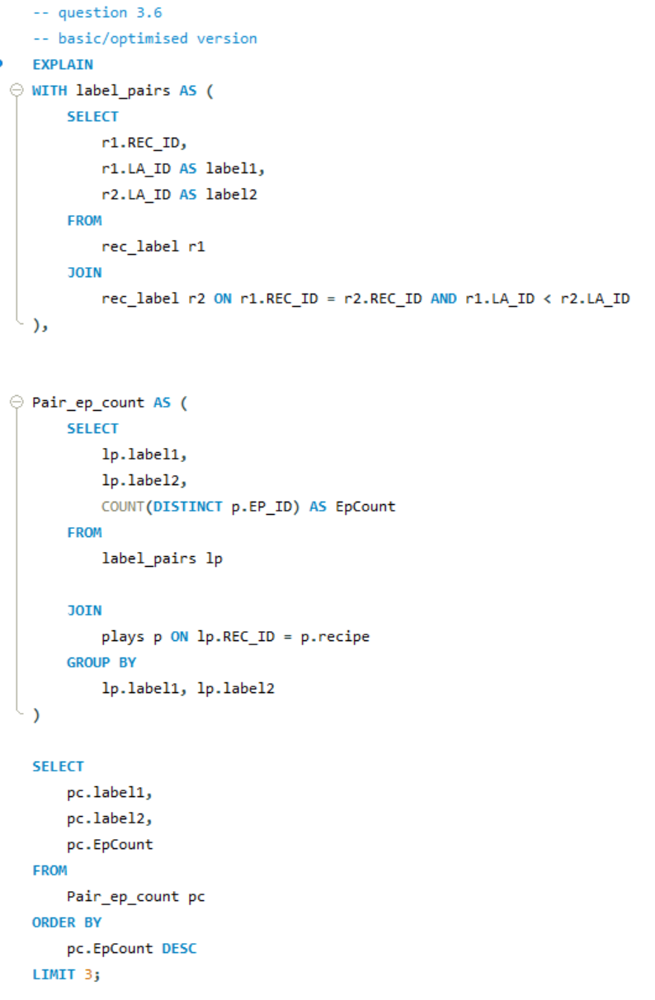 -- question 3.6
-- basic/optimised version
EXPLAIN
WITH label_pairs AS (
SELECT
r1.REC_ID,
r1.LA_ID AS label1,
r2.LA_ID AS label2
FROM
rec_label r1
JOIN
rec_label r2 ON r1.REC_ID = r2.REC_ID AND r1.LA_ID < r2.LA_ID
),
Pair_ep_count AS (
SELECT
lp.label1,
lp.label2,
COUNT(DISTINCT p.EP_ID) AS EpCount
FROM
label_pairs lp
JOIN
plays p ON lp.REC_ID = p.recipe
GROUP BY
lp.label1, lp.label2
)
SELECT
pc.label1,
pc.label2,
pc.EpCount
FROM
Pair_ep_count pc
ORDER BY
pc.EpCount DESC
LIMIT 3;